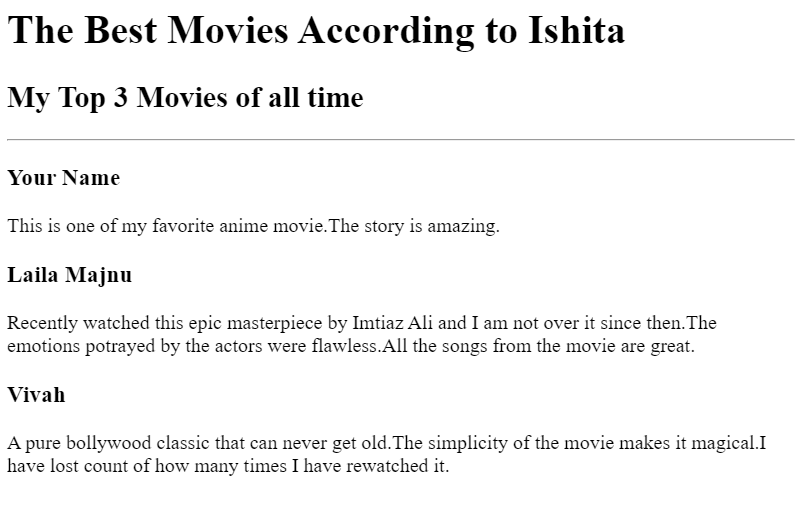 The Best Movies According to Ishita
My Top 3 Movies of all time
Your Name
This is one of my favorite anime movie.The story is amazing.
Laila Majnu
Recently watched this epic masterpiece by Imtiaz Ali and I am not over it since then.The
emotions potrayed by the actors were flawless.All the songs from the movie are great.
Vivah
A pure bollywood classic that can never get old.The simplicity of the movie makes it magical.I
have lost count of how many times I have rewatched it.